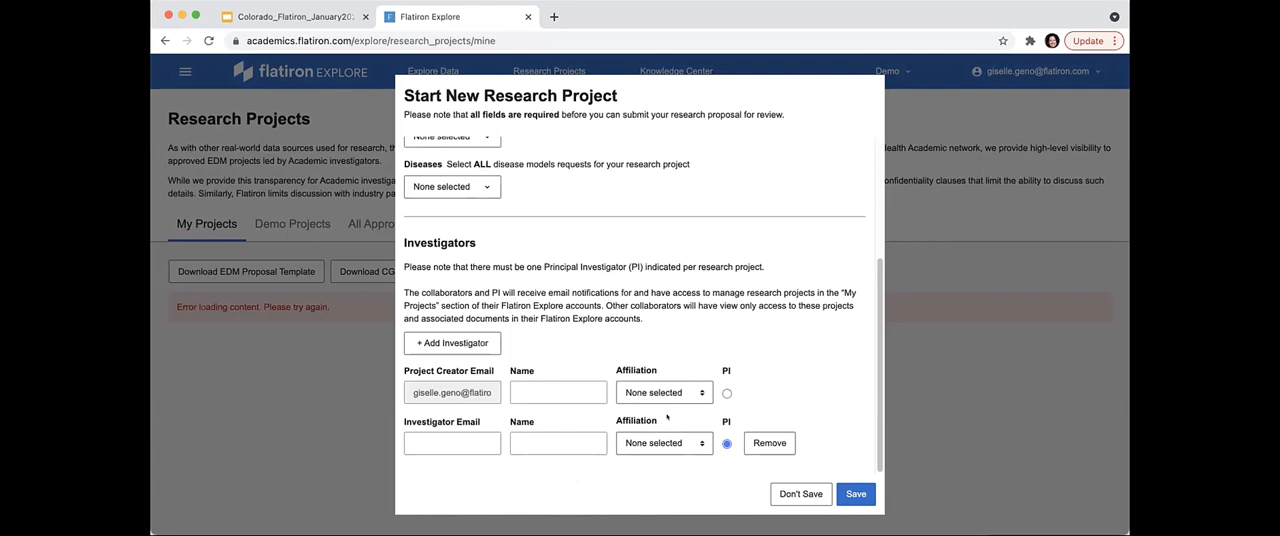 Colorado_Flatiron_January202
Flatiron Explore
academics.flatiron.com/explore/research_projects/mine
Update
flatiron EXPLORE
Explore Data
Research Projects
Knowledge Center
Demo
giselle.geno@flatiron.com
Research Projects
As with other real-world data sources used for research, th
ealth Academic network, we provide high-level visibility to
approved EDM projects led by Academic investigators.
While we provide this transparency for Academic investiga
onfidentiality clauses that limit the ability to discuss such
details. Similarly, Flatiron limits discussion with industry pa
My Projects
Demo Projects
All Appro
Download EDM Proposal Template
Download CG
Error loading content. Please try again.
Start New Research Project
Please note that all fields are required before you can submit your research proposal for review.
None selected
Diseases Select ALL disease models requests for your research project
None selected
Investigators
Please note that there must be one Principal Investigator (PI) indicated per research project.
The collaborators and PI will receive email notifications for and have access to manage research projects in the “My
Projects” section of their Flatiron Explore accounts. Other collaborators will have view only access to these projects
and associated documents in their Flatiron Explore accounts.
+ Add Investigator
Project Creator Email Name Affiliation PI
giselle.geno@flatiro None selected
Investigator Email Name Affiliation PI
None selected Remove
Don't Save Save